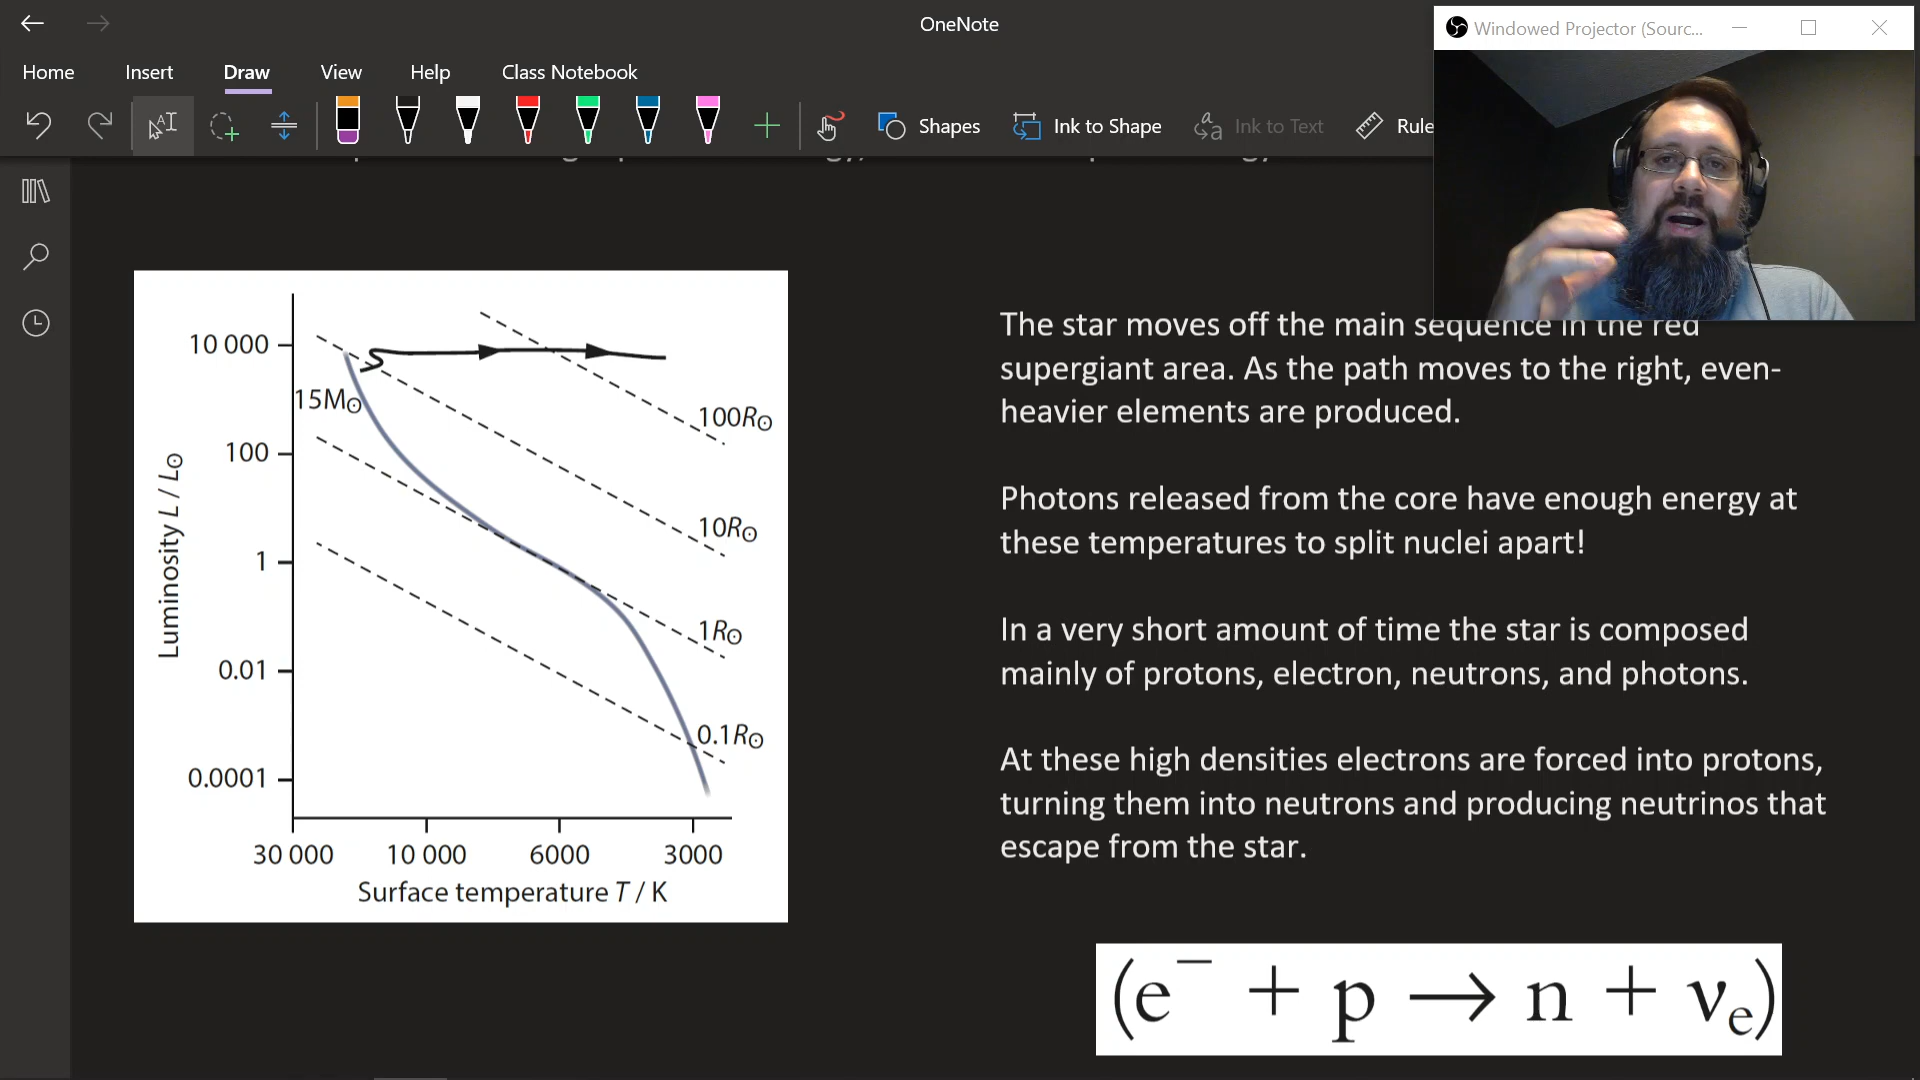 OneNote
Windowed Projector (Sourc...
Home Insert Draw View Help Class Notebook
Shapes Ink to Shape Ink to Text Rule
10 000
100
1
0.01
0.0001
Luminosity L / L⊙
15M⊙
100R⊙
10R⊙
1R⊙
0.1R⊙
30 000 10 000 6000 3000
Surface temperature T / K
The star moves off the main sequence in the red
supergiant area. As the path moves to the right, even-
heavier elements are produced.
Photons released from the core have enough energy at
these temperatures to split nuclei apart!
In a very short amount of time the star is composed
mainly of protons, electron, neutrons, and photons.
At these high densities electrons are forced into protons,
turning them into neutrons and producing neutrinos that
escape from the star.
(e⁻ + p → n + νₑ)